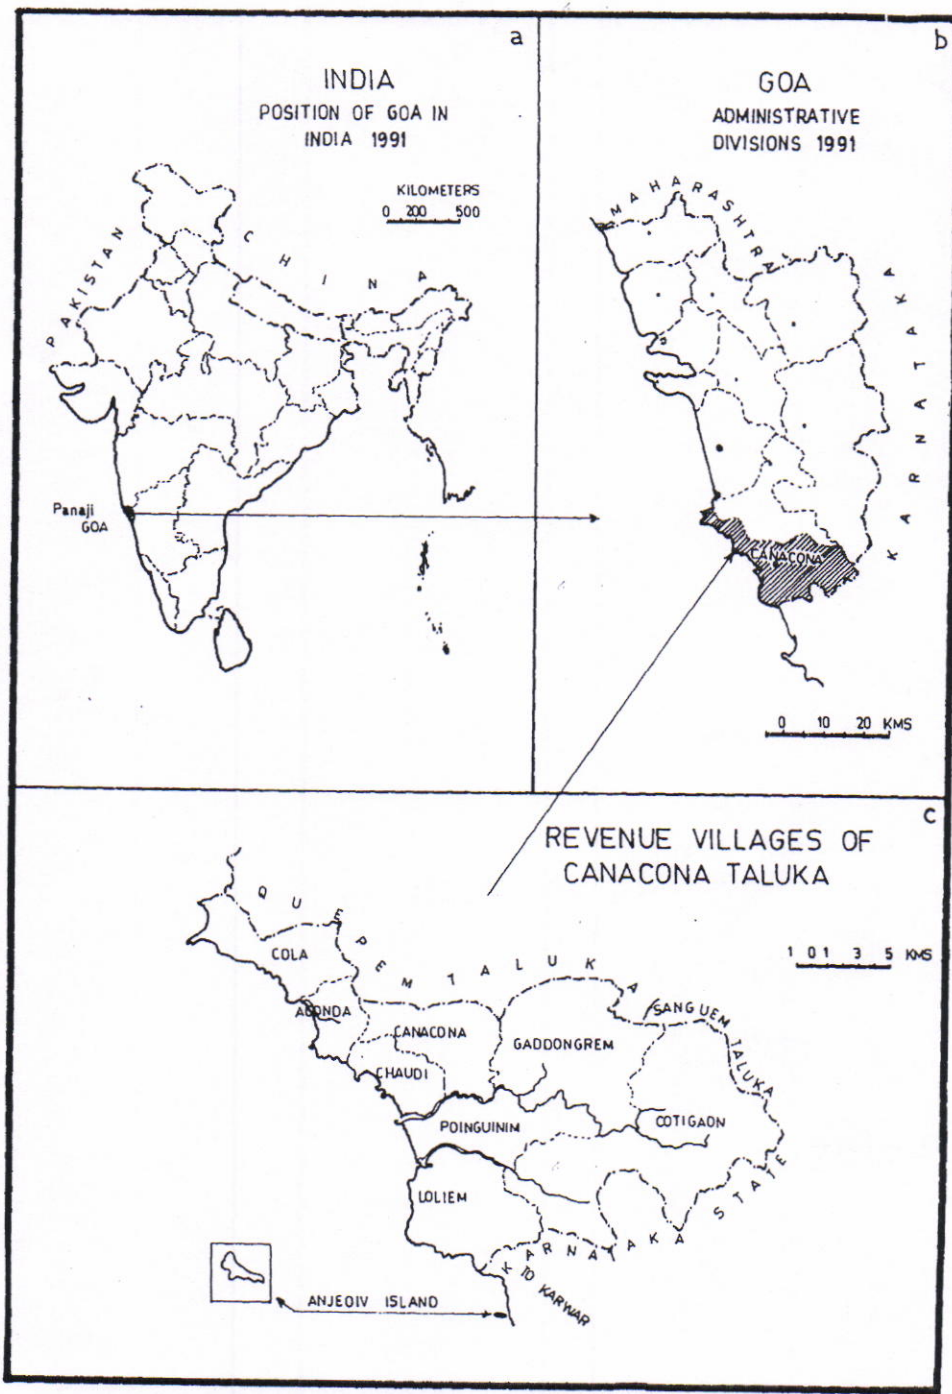 a
INDIA
POSITION OF GOA IN
INDIA 1991
KILOMETERS
0 200 500
PAKISTAN
CHINA
Panaji
GOA
b
GOA
ADMINISTRATIVE
DIVISIONS 1991
MAHARASHTRA
KARNATAKA
CANACONA
0 10 20 KMS
c
REVENUE VILLAGES OF
CANACONA TALUKA
1 0 1 3 5 KMS
QUEPEM TALUKA
SANGUEM TALUKA
COLA
AGONDA
CANACONA
GADDONGREM
CHAUDI
COTIGAON
POINGUINIM
LOLIEM
KARNATAKA STATE
TO KARWAR
ANJEDIV ISLAND